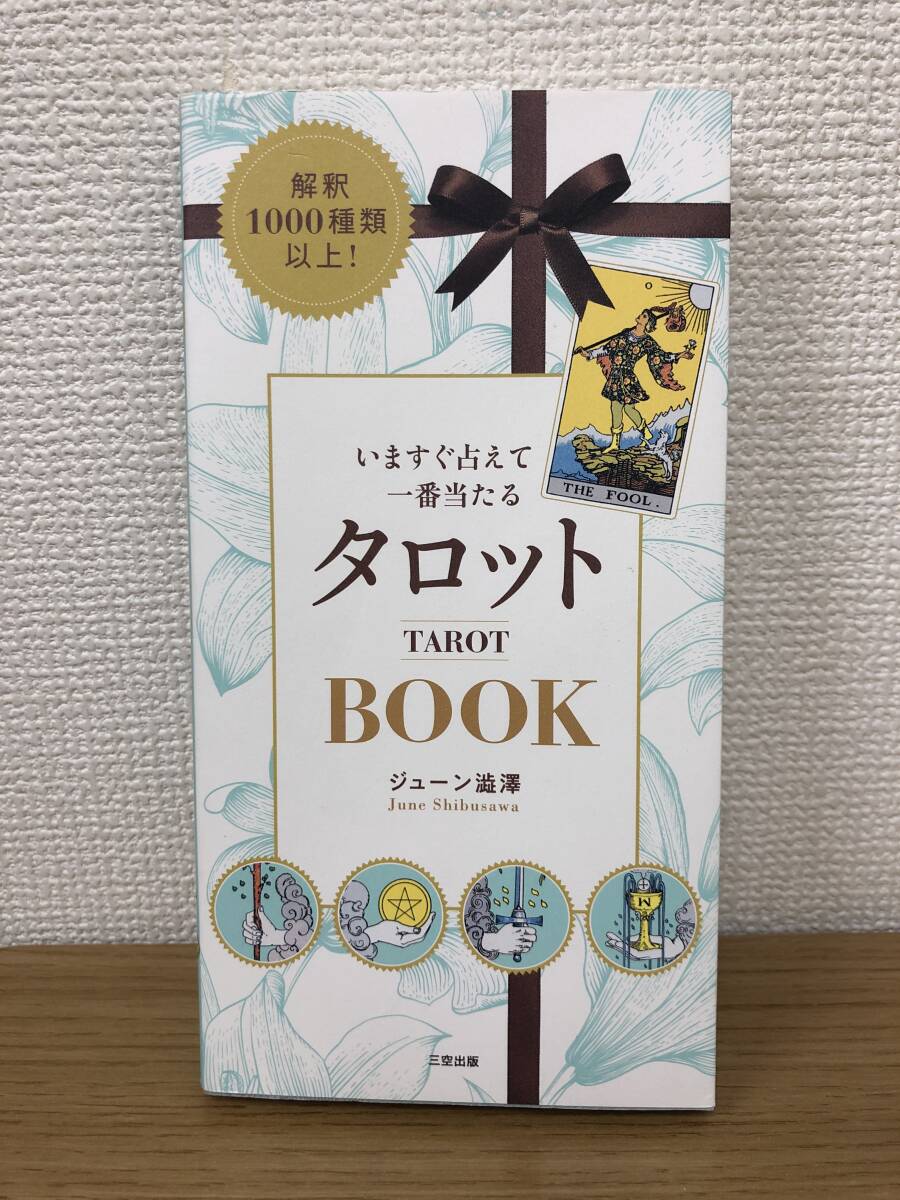 解釈
1000種類
以上!
0
THE FOOL.
いますぐ占えて
一番当たる
タロット
TAROT
BOOK
ジューン澁澤
June Shibusawa
三空出版